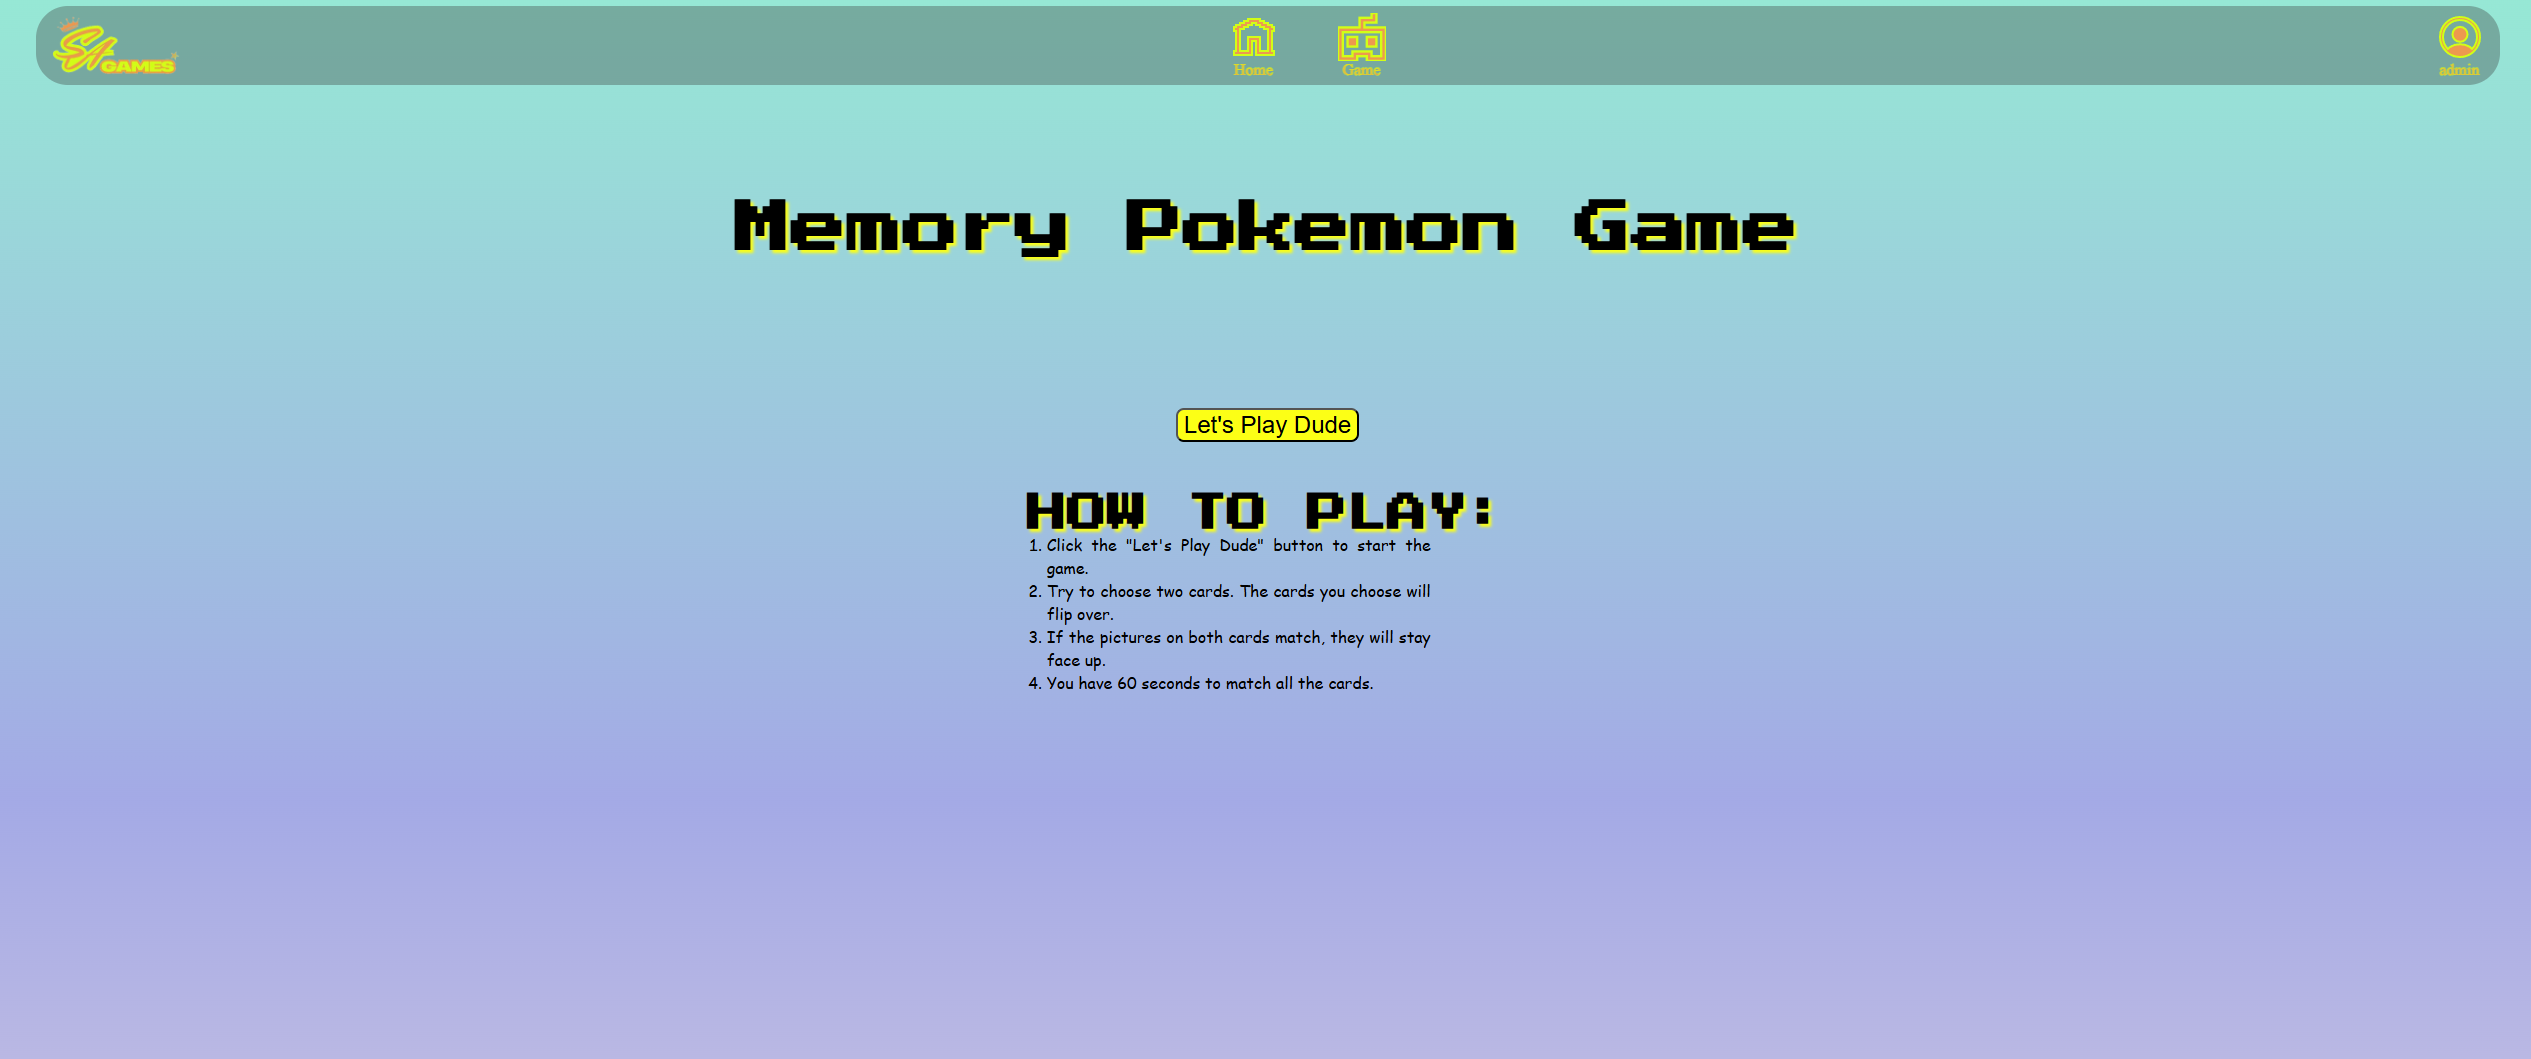 SA GAMES
Home
Game
admin
Memory Pokemon Game
Let's Play Dude
HOW TO PLAY:
1. Click the "Let's Play Dude" button to start the
game.
2. Try to choose two cards. The cards you choose will
flip over.
3. If the pictures on both cards match, they will stay
face up.
4. You have 60 seconds to match all the cards.